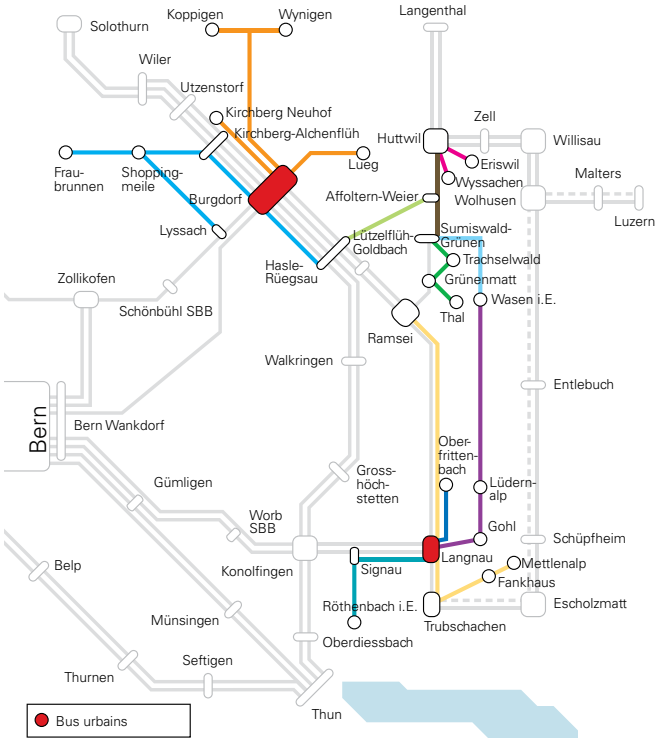 Koppigen
Wynigen
Langenthal
Solothurn
Wiler
Utzenstorf
Kirchberg Neuhof
Kirchberg-Alchenflüh
Zell
Huttwil
Willisau
Frau-
brunnen
Shopping-
meile
Lueg
Eriswil
Wyssachen
Malters
Burgdorf
Affoltern-Weier
Wolhusen
Luzern
Lyssach
Lützelflüh-
Goldbach
Sumiswald-
Grünen
Hasle-
Rüegsau
Trachselwald
Zollikofen
Grünenmatt
Schönbühl SBB
Thal
Wasen i.E.
Ramsei
Walkringen
Entlebuch
Bern
Bern Wankdorf
Ober-
frittten-
bach
Gross-
höch-
stetten
Gümligen
Lüdern-
alp
Worb
SBB
Gohl
Schüpfheim
Konolfingen
Langnau
Belp
Signau
Mettlenalp
Fankhaus
Röthenbach i.E.
Escholzmatt
Münsingen
Trubschachen
Oberdiessbach
Seftigen
Thurnen
Thun
Bus urbains